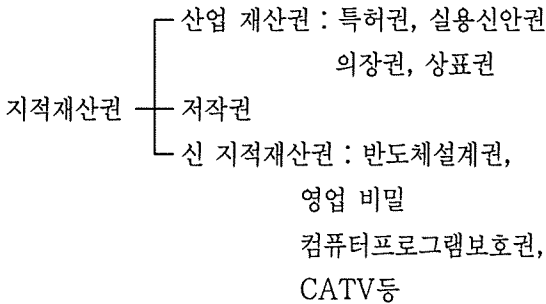 산업 재산권 : 특허권, 실용신안권
의장권, 상표권
지적재산권 저작권
신 지적재산권 : 반도체설계권,
영업 비밀
컴퓨터프로그램보호권,
CATV등